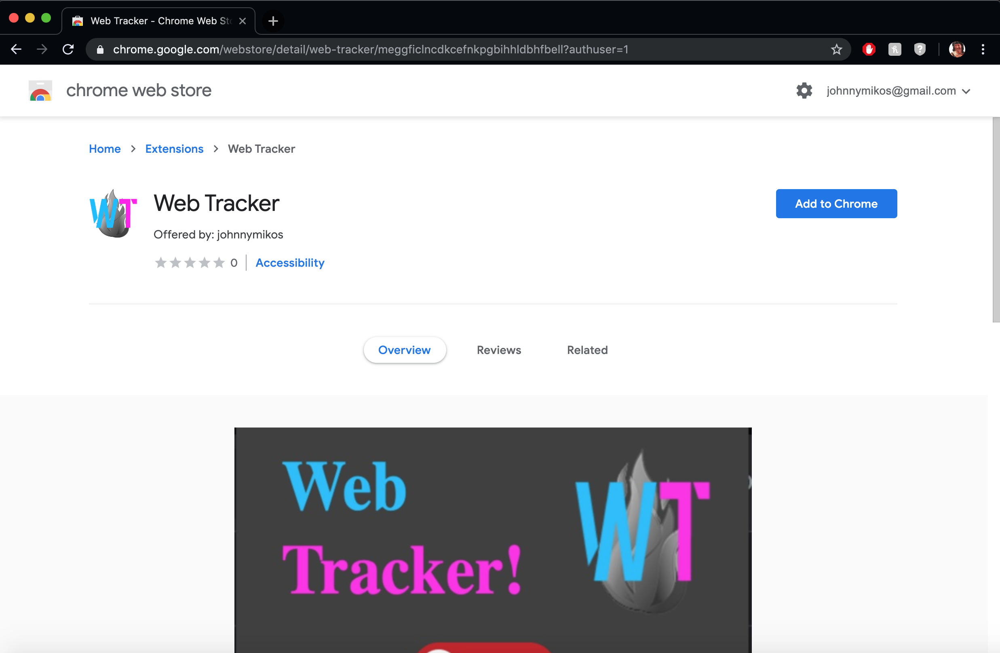 Web Tracker - Chrome Web Sto
chrome.google.com/webstore/detail/web-tracker/meggficlncdkcefnkpgbihhldbhfbell?authuser=1
chrome web store
johnnymikos@gmail.com
Home > Extensions > Web Tracker
WT
Web Tracker
Add to Chrome
Offered by: johnnymikos
0
Accessibility
Overview
Reviews
Related
Web
Tracker!
WT